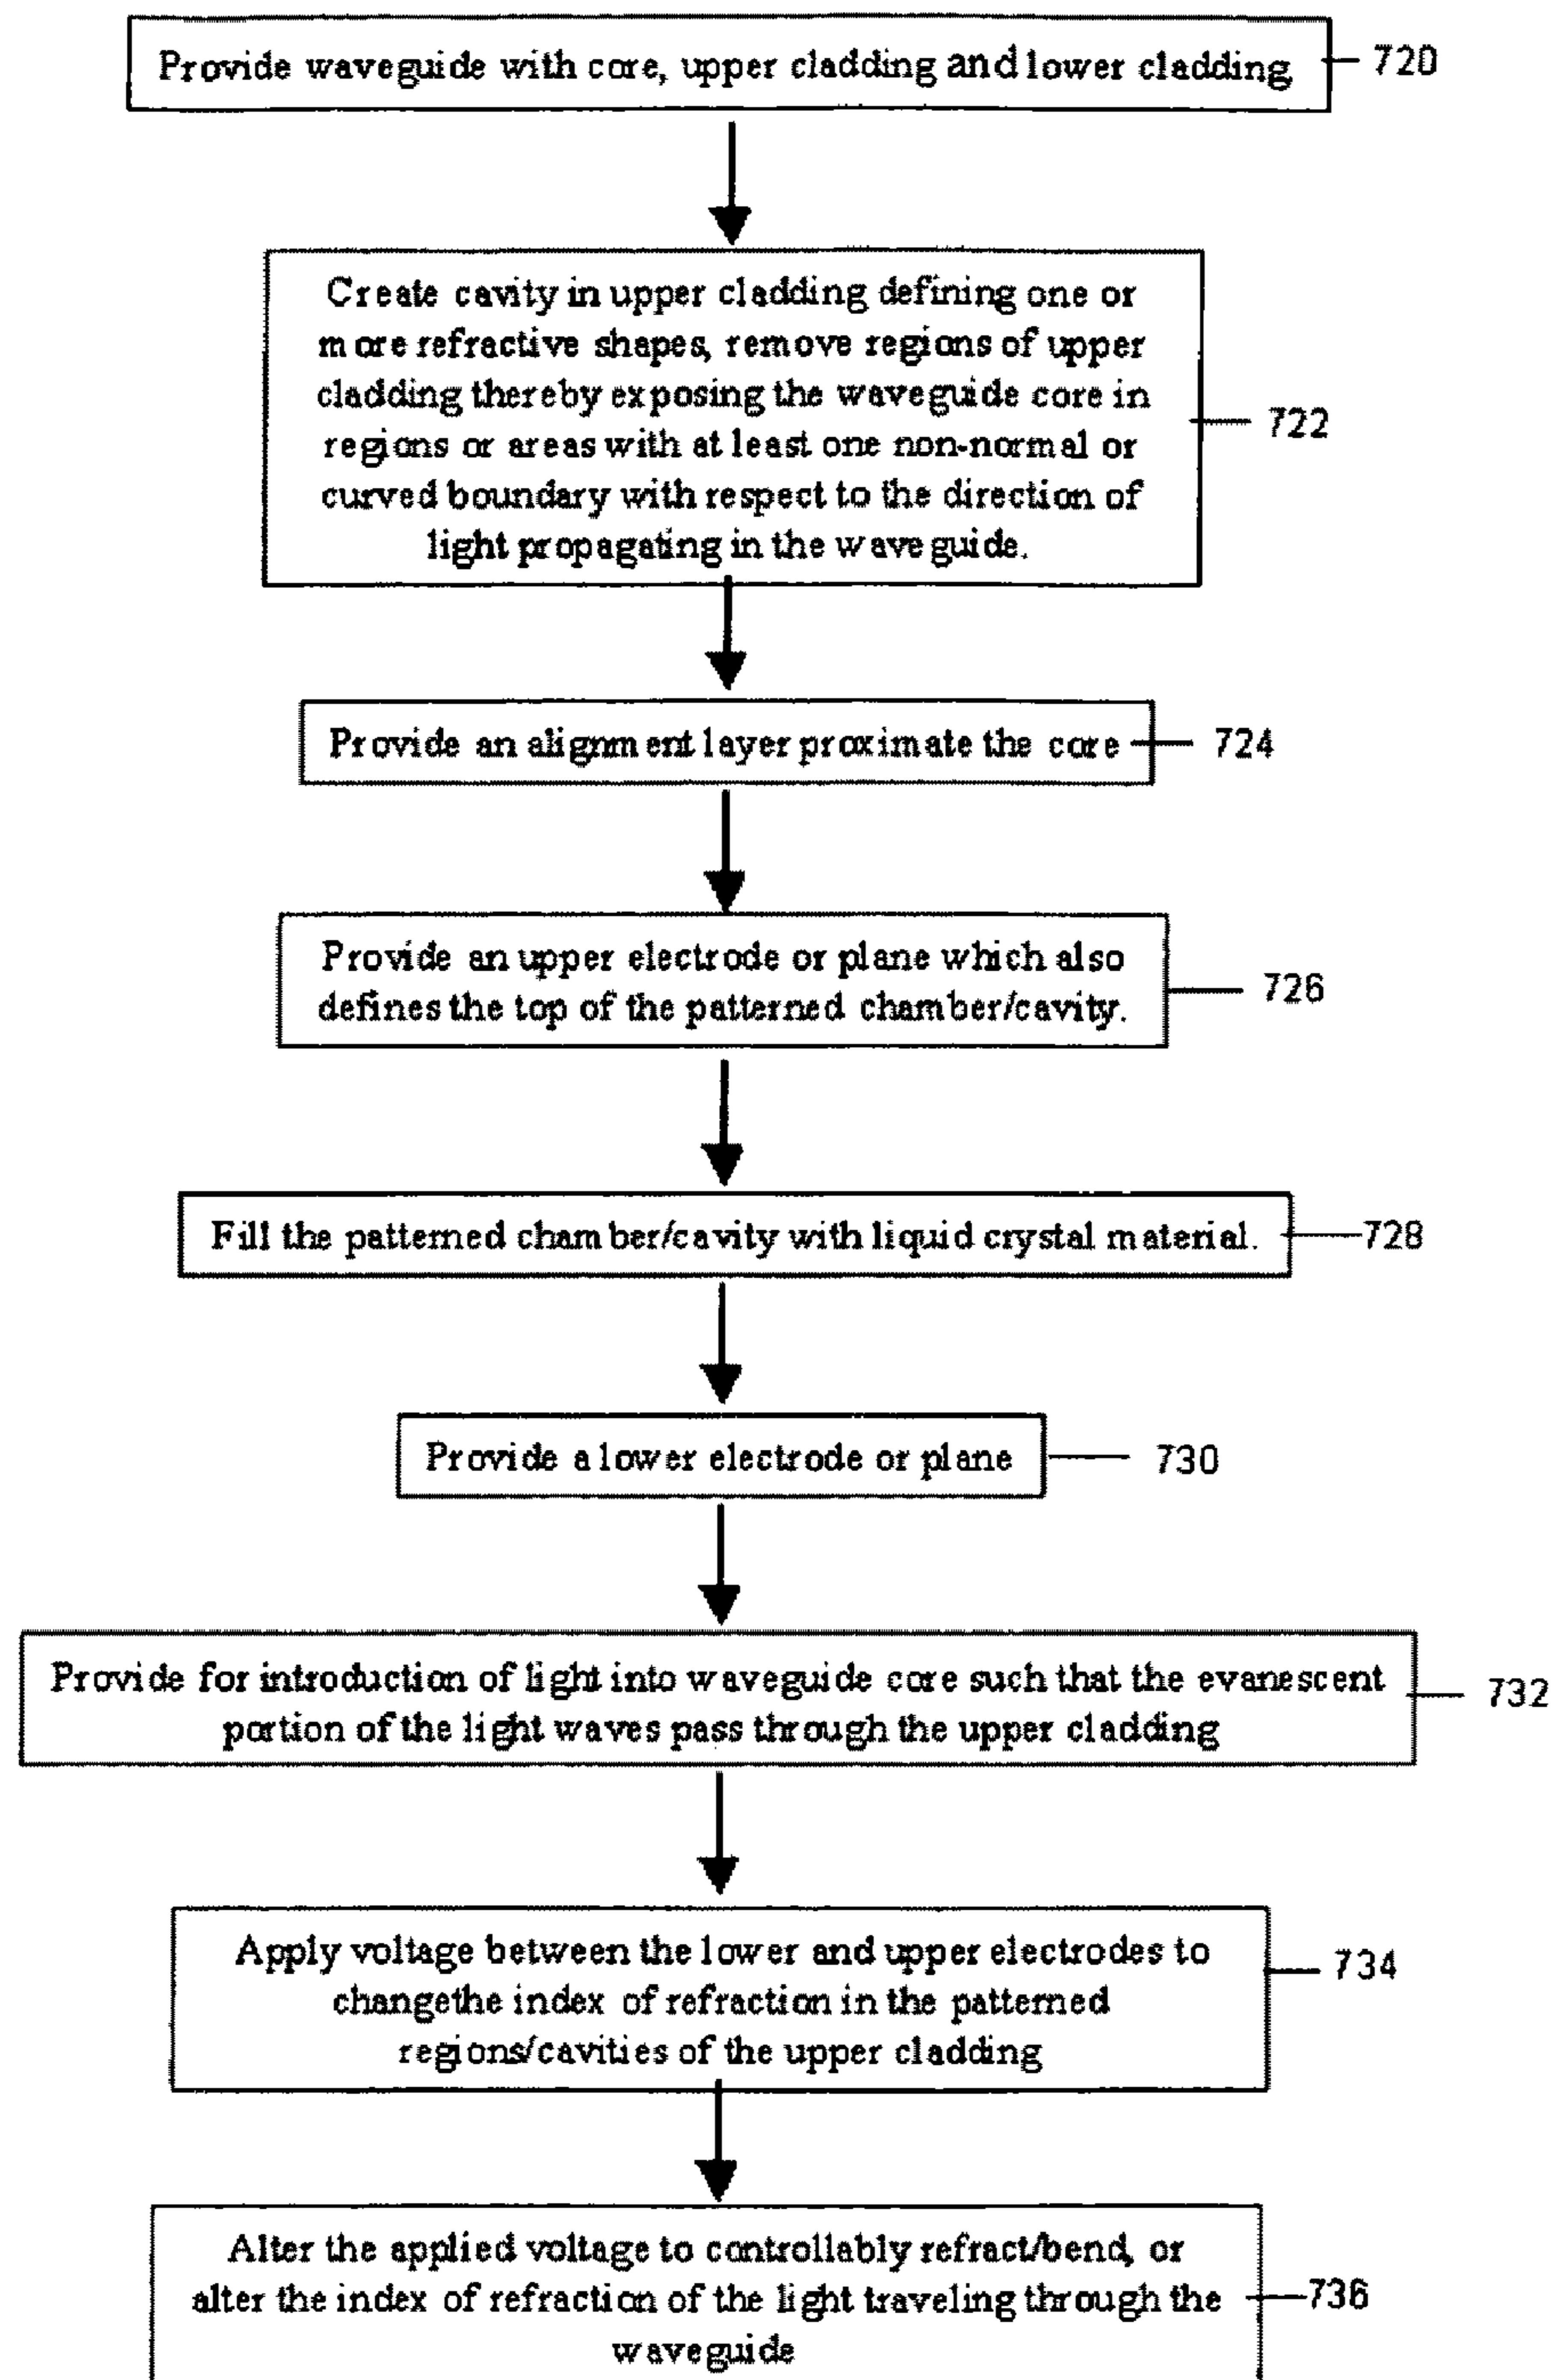 Provide waveguide with core, upper cladding and lower cladding
720
Create cavity in upper cladding defining one or
more refractive shapes, remove regions of upper
cladding thereby exposing the waveguide core in
regions or areas with at least one non-normal or
curved boundary with respect to the direction of
light propagating in the waveguide.
722
Provide an alignment layer proximate the core
724
Provide an upper electrode or plane which also
defines the top of the patterned chamber/cavity.
726
Fill the patterned chamber/cavity with liquid crystal material.
728
Provide a lower electrode or plane
730
Provide for introduction of light into waveguide core such that the evanescent
portion of the light waves pass through the upper cladding
732
Apply voltage between the lower and upper electrodes to
changethe index of refraction in the patterned
regions/cavities of the upper cladding
734
Alter the applied voltage to controllably refract/bend, or
alter the index of refraction of the light traveling through the
waveguide
736